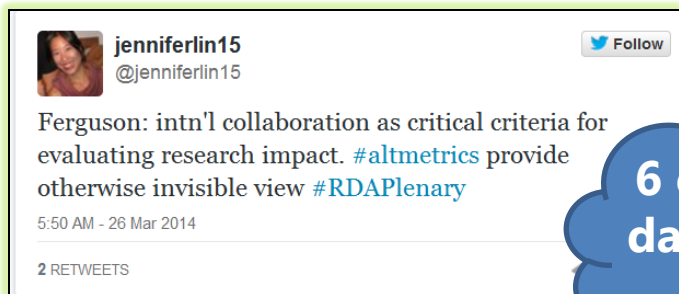 jenniferlin15
@jenniferlin15
Follow
Ferguson: intn'l collaboration as critical criteria for
evaluating research impact. #altmetrics provide
otherwise invisible view #RDAPlenary
5:50 AM - 26 Mar 2014
2 RETWEETS
6